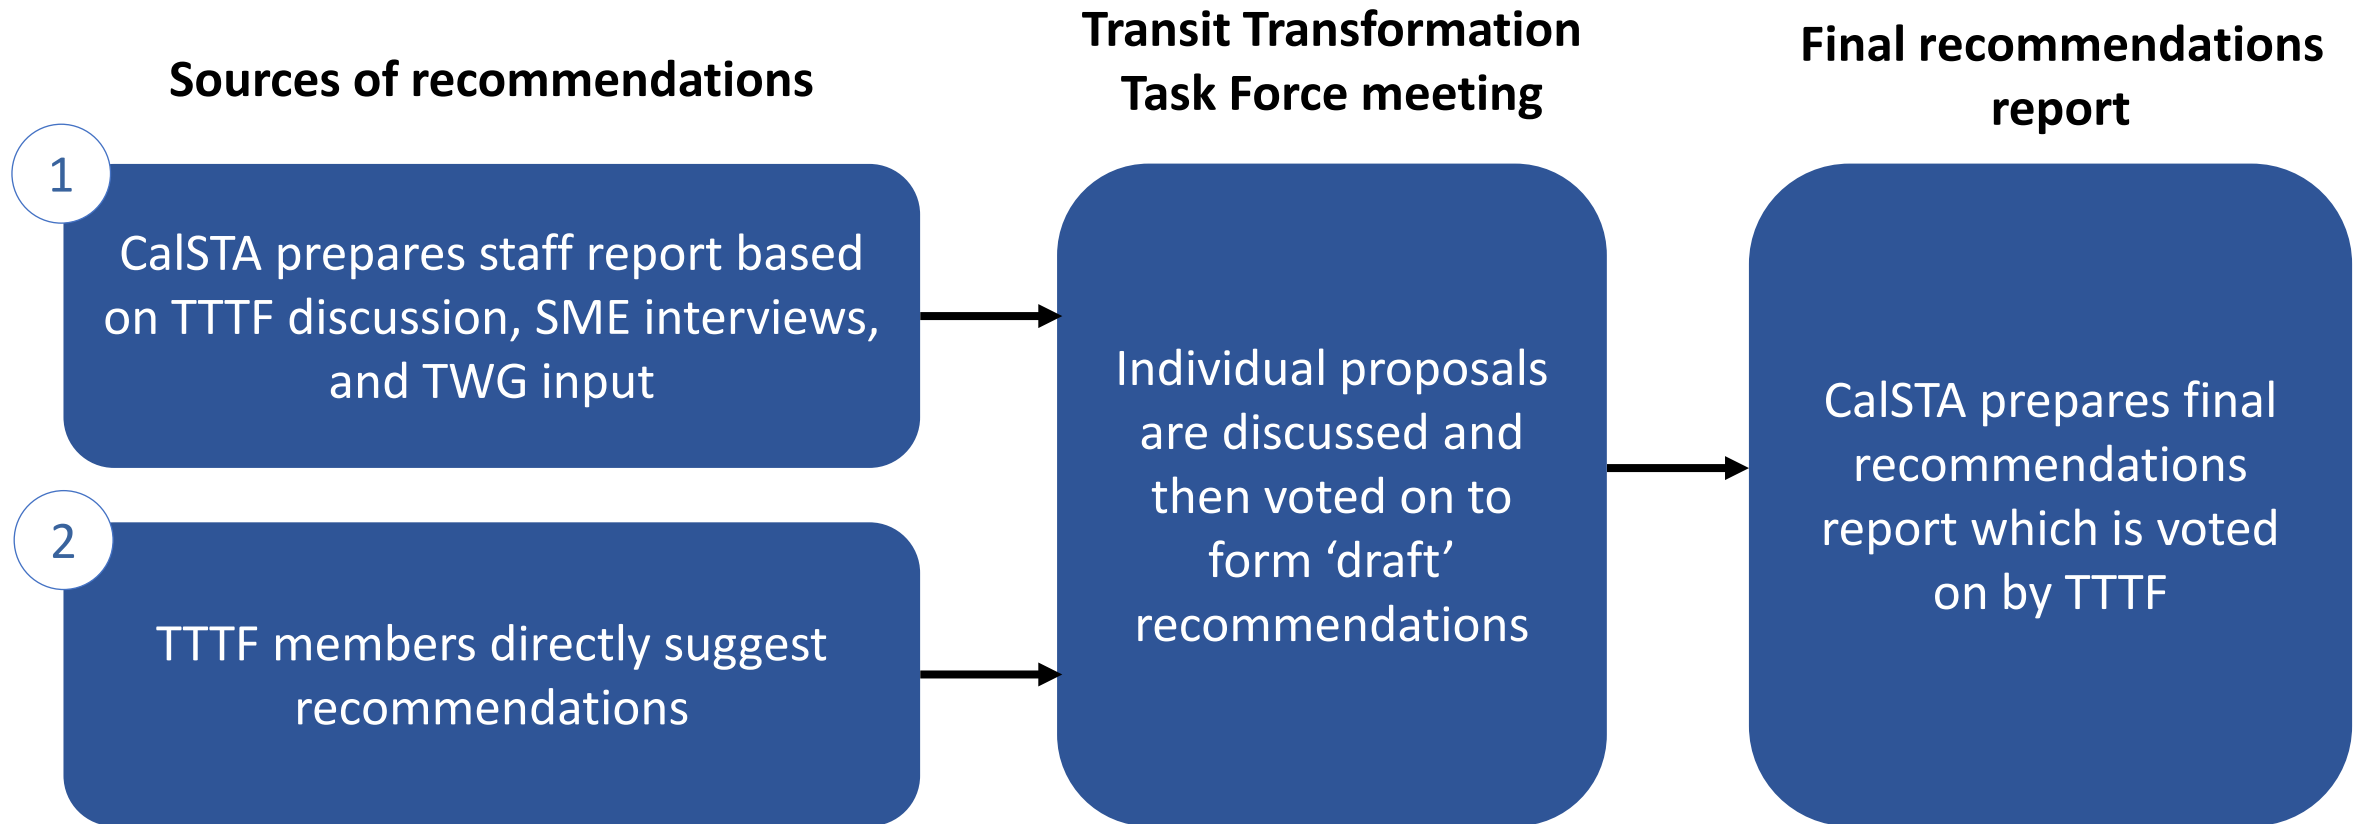 Sources of recommendations
1
CalSTA prepares staff report based
on TTTF discussion, SME interviews,
and TWG input
2
TTTF members directly suggest
recommendations
Transit Transformation
Task Force meeting
Individual proposals
are discussed and
then voted on to
form ‘draft’
recommendations
Final recommendations
report
CalSTA prepares final
recommendations
report which is voted
on by TTTF